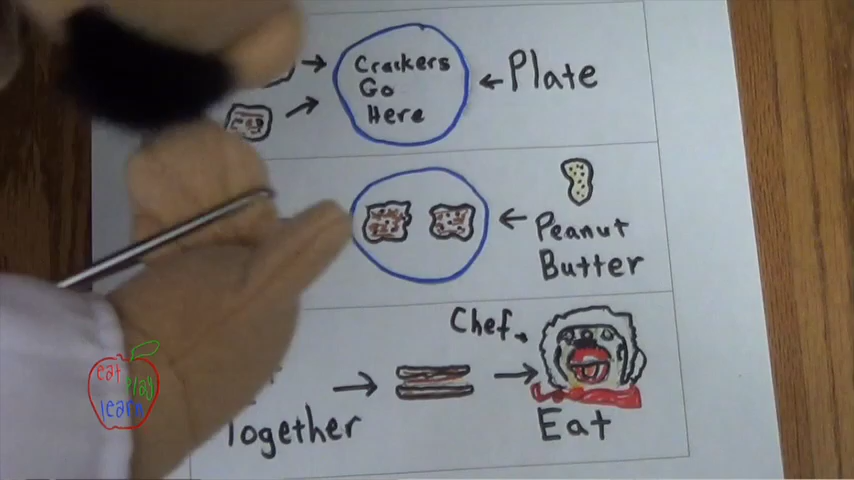 Crackers
Go
Here
Plate
Peanut
Butter
Chef
Together
Eat
eat
play
learn